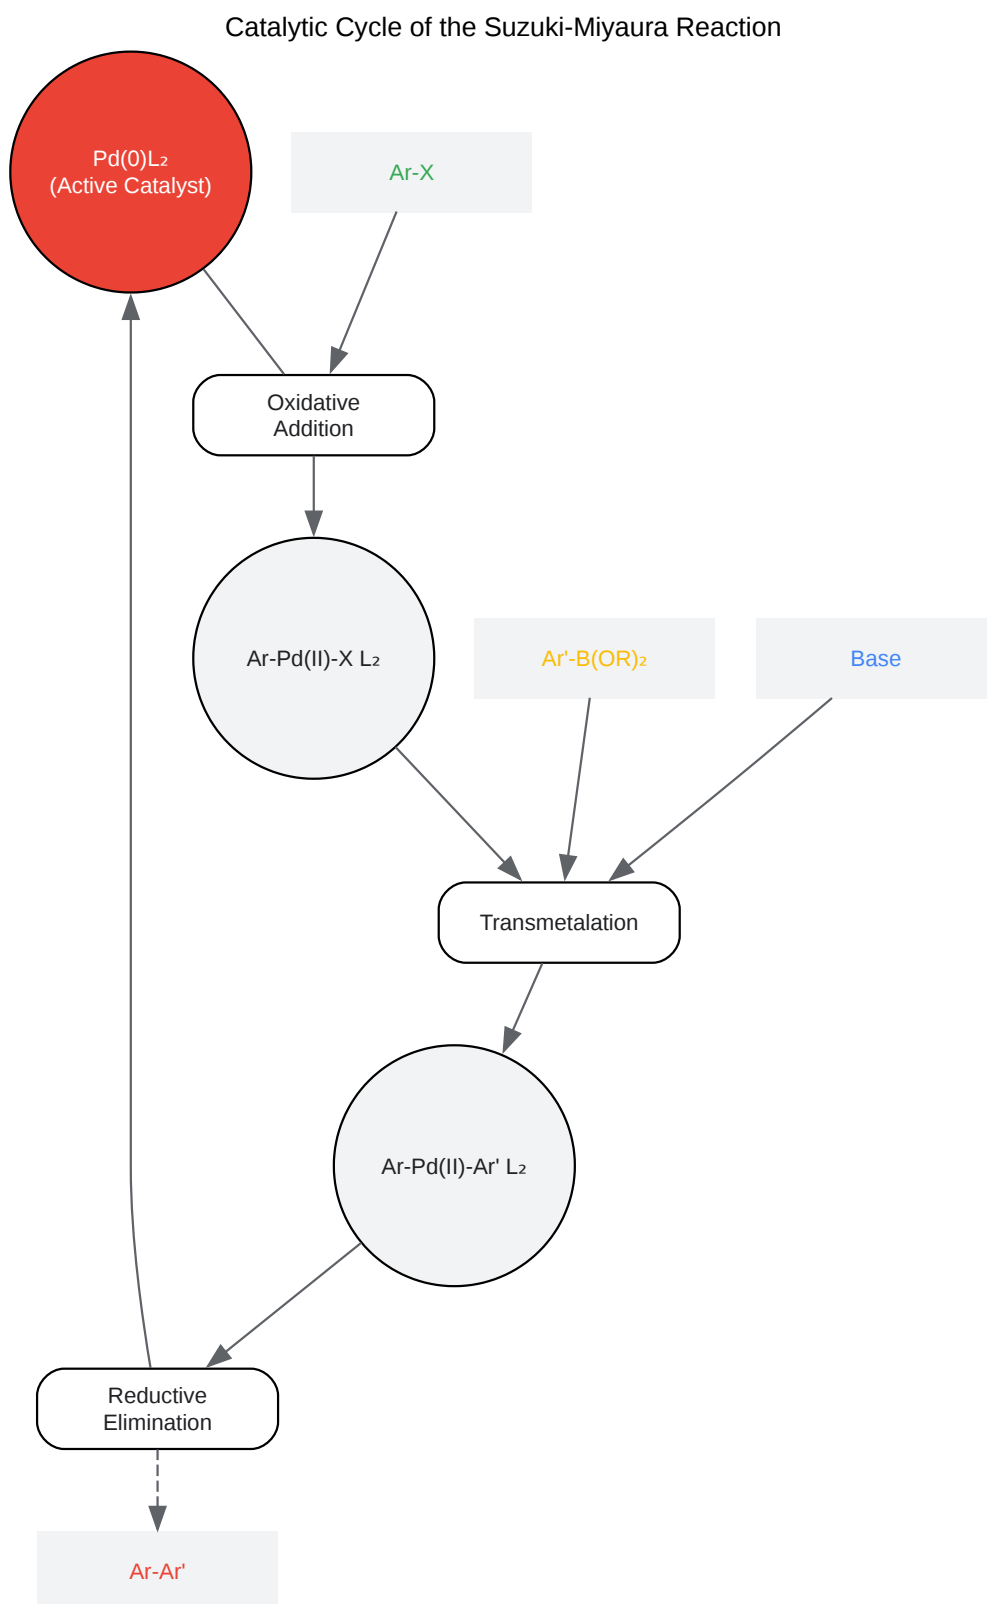 Catalytic Cycle of the Suzuki-Miyaura Reaction
Pd(0)L₂
(Active Catalyst)
Ar-X
Oxidative
Addition
Ar-Pd(II)-X L₂
Ar'-B(OR)₂
Base
Transmetalation
Ar-Pd(II)-Ar' L₂
Reductive
Elimination
Ar-Ar'